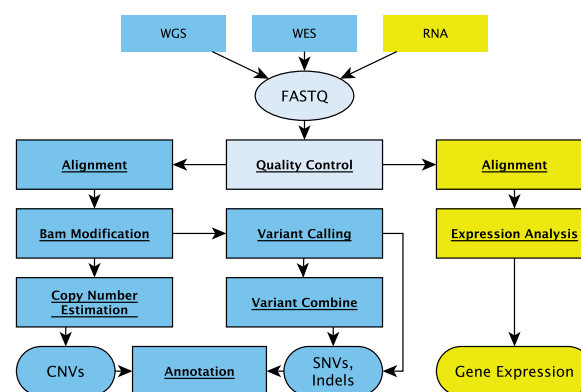 WGS
WES
RNA
FASTQ
Alignment
Quality Control
Alignment
Bam Modification
Variant Calling
Expression Analysis
Copy Number
Estimation
Variant Combine
CNVs
Annotation
SNVs,
Indels
Gene Expression